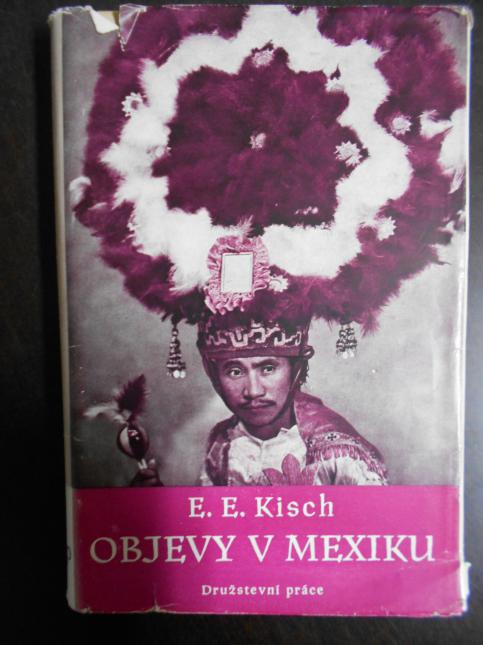 E. E. Kisch
OBJEVY V MEXIKU
Družstevní práce